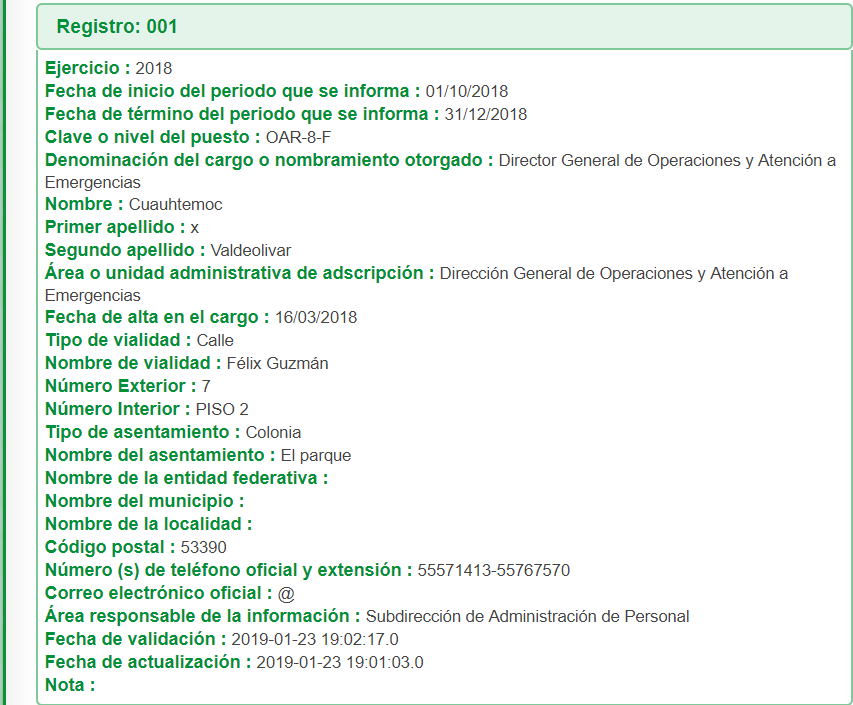 Registro: 001
Ejercicio : 2018
Fecha de inicio del periodo que se informa : 01/10/2018
Fecha de término del periodo que se informa : 31/12/2018
Clave o nivel del puesto : OAR-8-F
Denominación del cargo o nombramiento otorgado : Director General de Operaciones y Atención a
Emergencias
Nombre : Cuauhtemoc
Primer apellido : x
Segundo apellido : Valdeolivar
Área o unidad administrativa de adscripción : Dirección General de Operaciones y Atención a
Emergencias
Fecha de alta en el cargo : 16/03/2018
Tipo de vialidad : Calle
Nombre de vialidad : Félix Guzmán
Número Exterior : 7
Número Interior : PISO 2
Tipo de asentamiento : Colonia
Nombre del asentamiento : El parque
Nombre de la entidad federativa :
Nombre del municipio :
Nombre de la localidad :
Código postal : 53390
Número (s) de teléfono oficial y extensión : 55571413-55767570
Correo electrónico oficial : @
Área responsable de la información : Subdirección de Administración de Personal
Fecha de validación : 2019-01-23 19:02:17.0
Fecha de actualización : 2019-01-23 19:01:03.0
Nota :